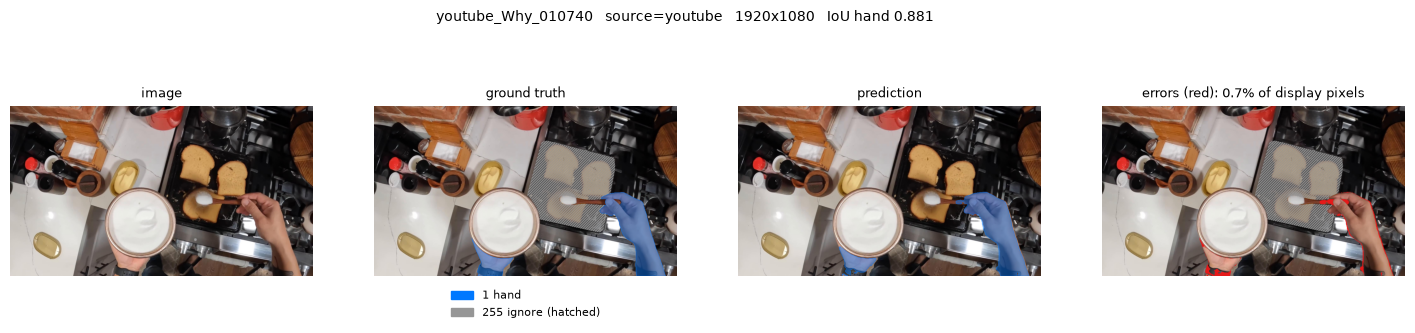 youtube_Why_010740   source=youtube   1920x1080   IoU hand 0.881
image
ground truth
prediction
errors (red): 0.7% of display pixels
1 hand
255 ignore (hatched)